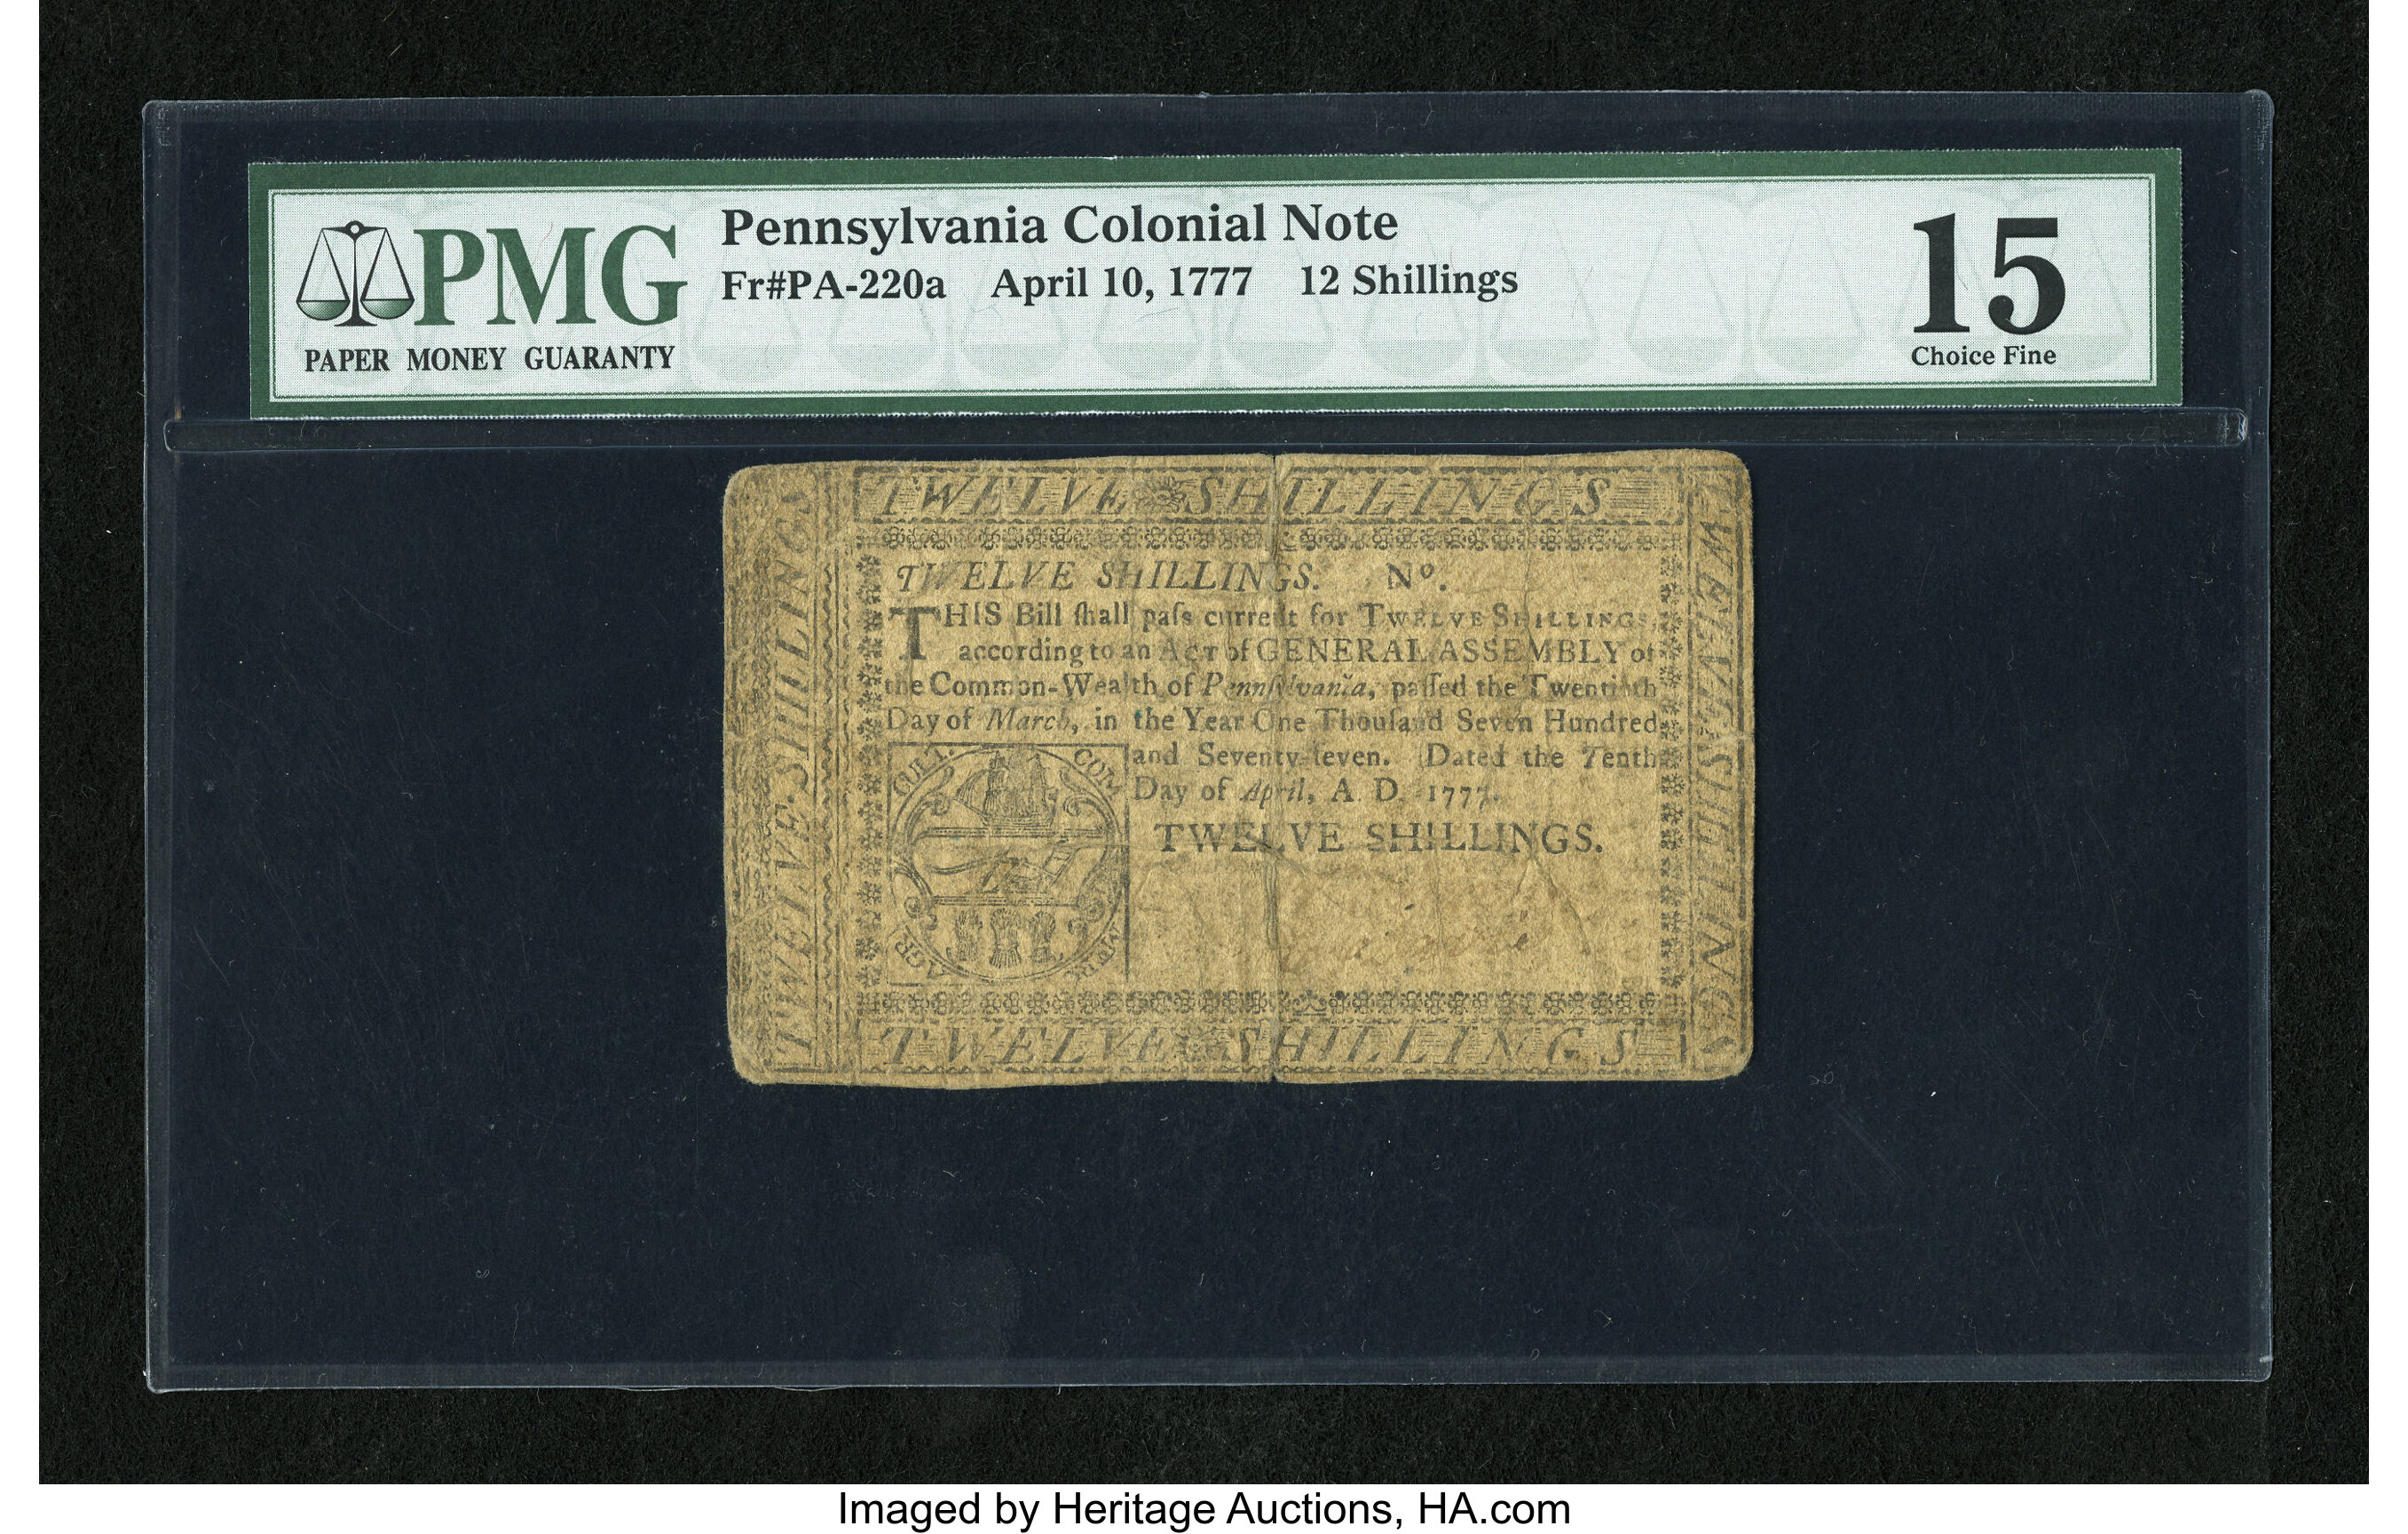 PMG
PAPER MONEY GUARANTY
Pennsylvania Colonial Note
Fr#PA-220a April 10, 1777 12 Shillings
15
Choice Fine
TWELVE SHILLINGS
TWELVE SHILLINGS
TWELVE SHILLINGS
TWELVE SHILLINGS. Nº.
THIS Bill ſhall paſs current for TWELVE SHILLINGS,
according to an ACT of GENERAL ASSEMBLY of
the Common-Wealth of Pennſylvania, paſſed the Twentieth
Day of March, in the Year One Thouſand Seven Hundred
and Seventy-ſeven. Dated the Tenth
Day of April, A. D. 1777.
TWELVE SHILLINGS.
TWELVE SHILLINGS
Imaged by Heritage Auctions, HA.com